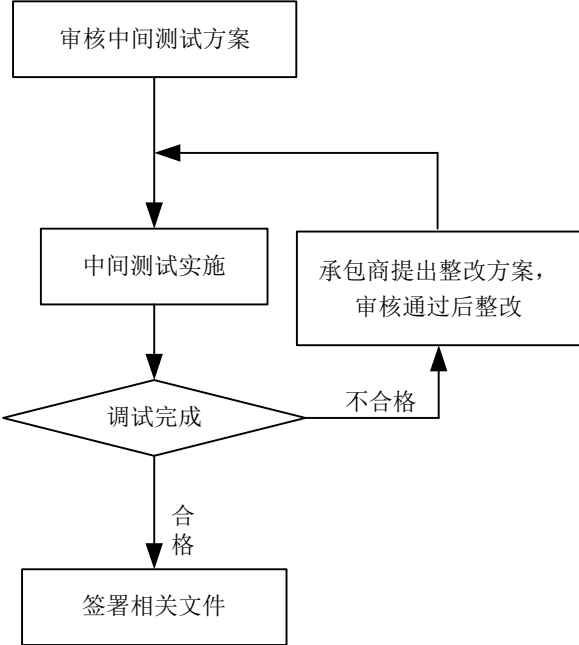 审核中间测试方案
中间测试实施
承包商提出整改方案，
审核通过后整改
调试完成
不合格
合
格
签署相关文件